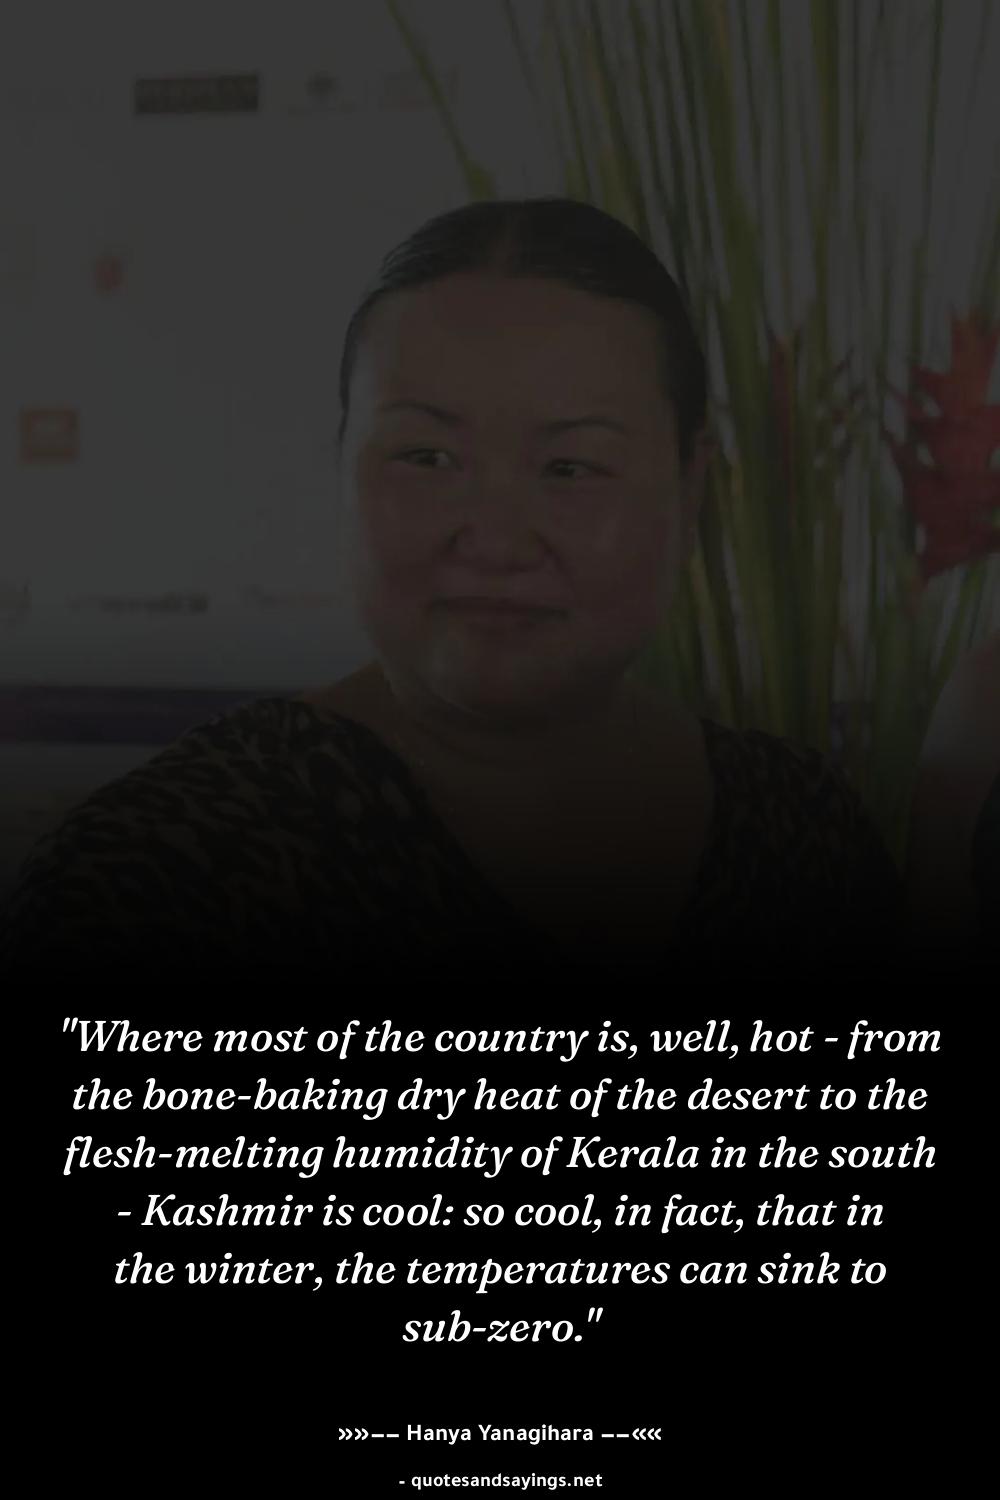 "Where most of the country is, well, hot - from
the bone-baking dry heat of the desert to the
flesh-melting humidity of Kerala in the south
- Kashmir is cool: so cool, in fact, that in
the winter, the temperatures can sink to
sub-zero."
»»−− Hanya Yanagihara −−««
- quotesandsayings.net